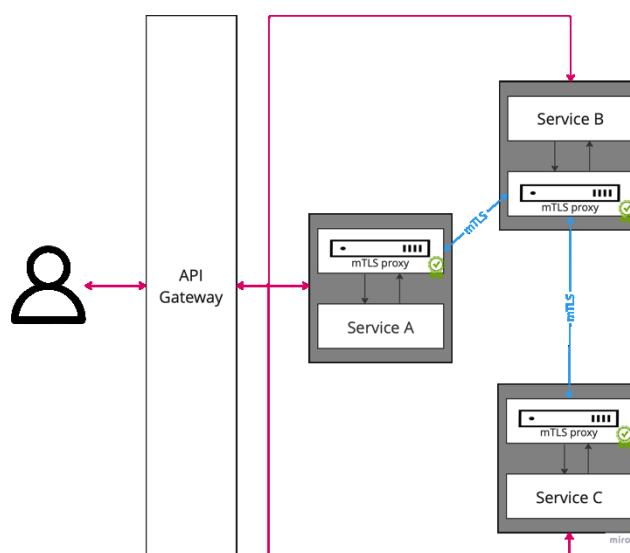 Service B
mTLS proxy
mTLS
mTLS proxy
API
Gateway
Service A
mTLS
mTLS proxy
Service C
miro